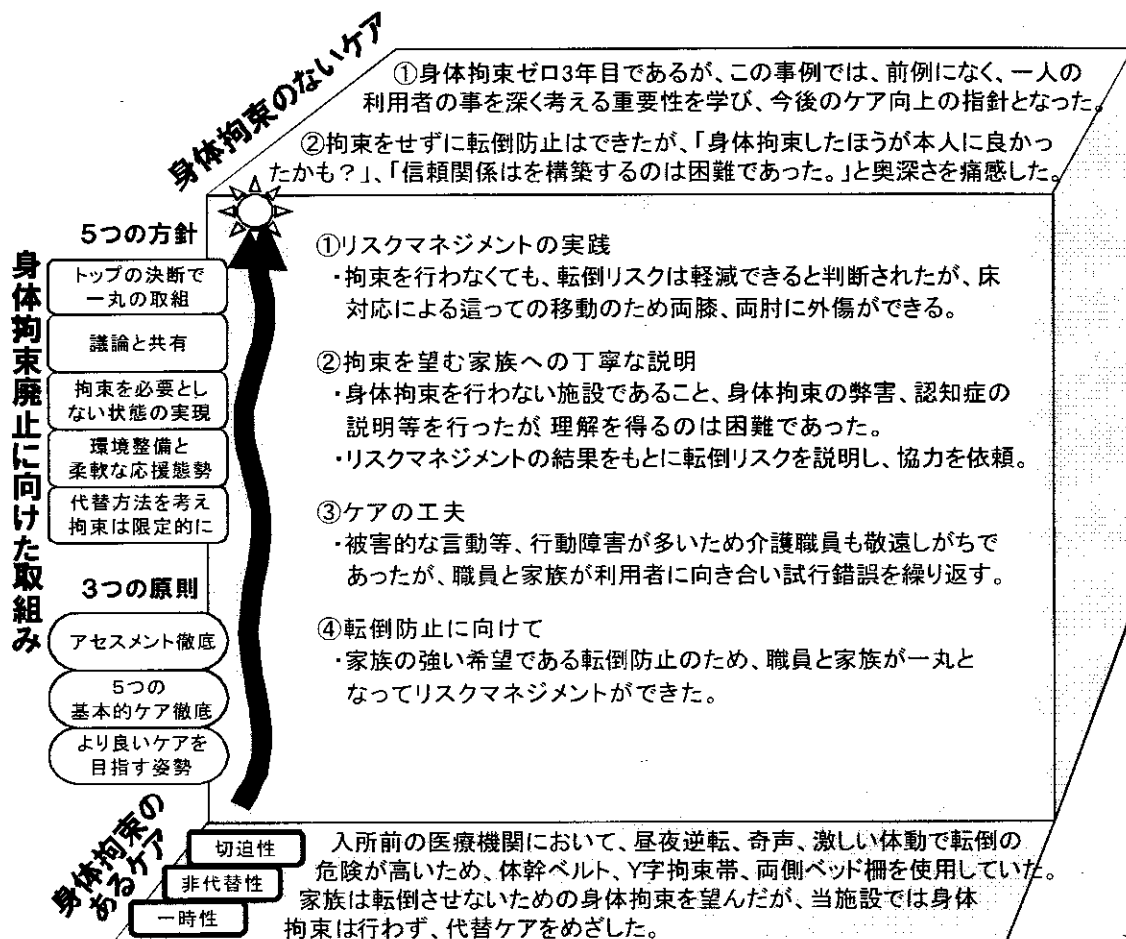 身体拘束のないケア
①身体拘束ゼロ3年目であるが、この事例では、前例になく、一人の
利用者の事を深く考える重要性を学び、今後のケア向上の指針となった。
②拘束をせずに転倒防止はできたが、「身体拘束したほうが本人に良かっ
たかも？」、「信頼関係はを構築するのは困難であった。」と奥深さを痛感した。
身体拘束廃止に向けた取組み
5つの方針
トップの決断で
一丸の取組
議論と共有
拘束を必要とし
ない状態の実現
環境整備と
柔軟な応援態勢
代替方法を考え
拘束は限定的に
3つの原則
アセスメント徹底
5つの
基本的ケア徹底
より良いケアを
目指す姿勢
①リスクマネジメントの実践
・拘束を行わなくても、転倒リスクは軽減できると判断されたが、床
対応による這っての移動のため両膝、両肘に外傷ができる。
②拘束を望む家族への丁寧な説明
・身体拘束を行わない施設であること、身体拘束の弊害、認知症の
説明等を行ったが、理解を得るのは困難であった。
・リスクマネジメントの結果をもとに転倒リスクを説明し、協力を依頼。
③ケアの工夫
・被害的な言動等、行動障害が多いため介護職員も敬遠しがちで
あったが、職員と家族が利用者に向き合い試行錯誤を繰り返す。
④転倒防止に向けて
・家族の強い希望である転倒防止のため、職員と家族が一丸と
なってリスクマネジメントができた。
身体拘束の
あるケア
切迫性
非代替性
一時性
入所前の医療機関において、昼夜逆転、奇声、激しい体動で転倒の
危険が高いため、体幹ベルト、Y字拘束帯、両側ベッド柵を使用していた。
家族は転倒させないための身体拘束を望んだが、当施設では身体
拘束は行わず、代替ケアをめざした。